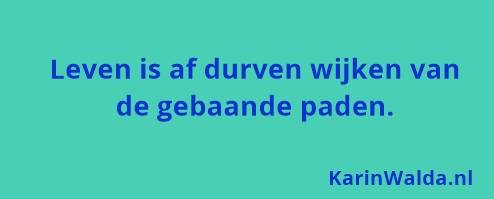 Leven is af durven wijken van
de gebaande paden.
KarinWalda.nl